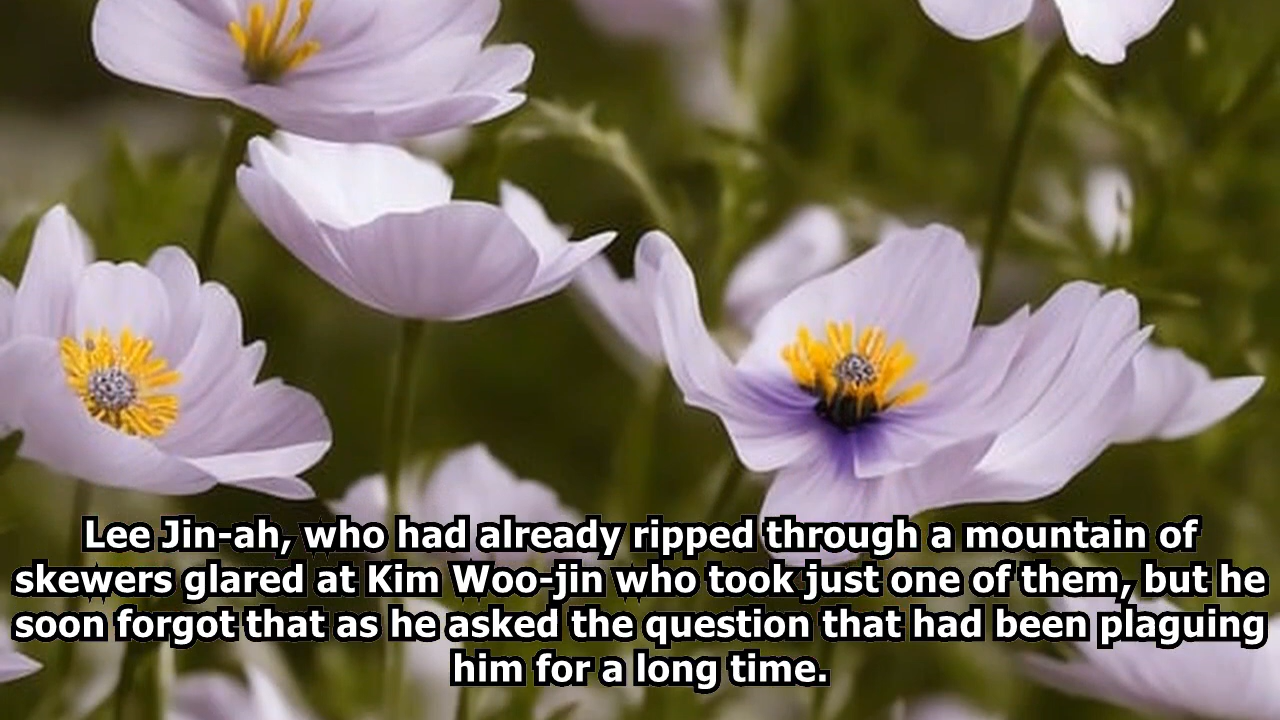 Lee Jin-ah, who had already ripped through a mountain of
skewers glared at Kim Woo-jin who took just one of them, but he
soon forgot that as he asked the question that had been plaguing
him for a long time.